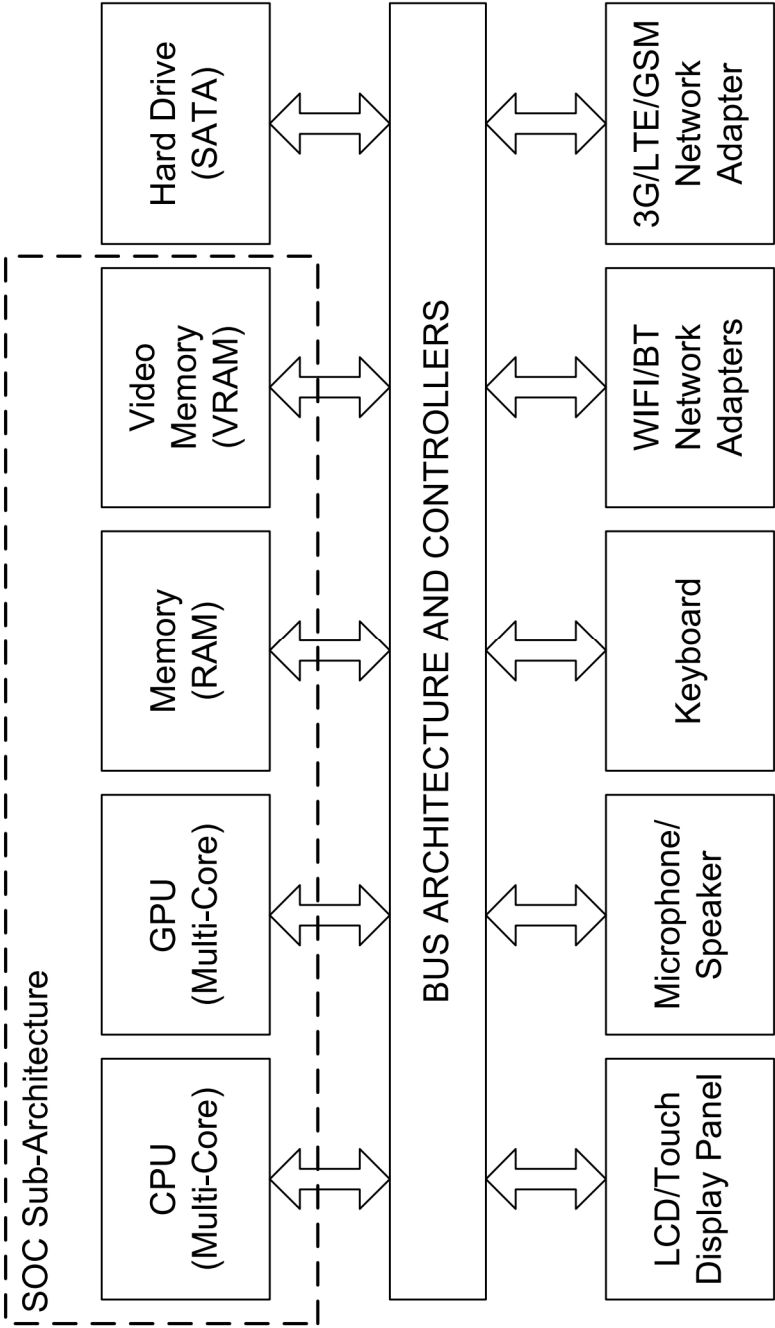 SOC Sub-Architecture
CPU
(Multi-Core)
GPU
(Multi-Core)
Memory
(RAM)
Video
Memory
(VRAM)
Hard Drive
(SATA)
BUS ARCHITECTURE AND CONTROLLERS
LCD/Touch
Display Panel
Microphone/
Speaker
Keyboard
WIFI/BT
Network
Adapters
3G/LTE/GSM
Network
Adapter